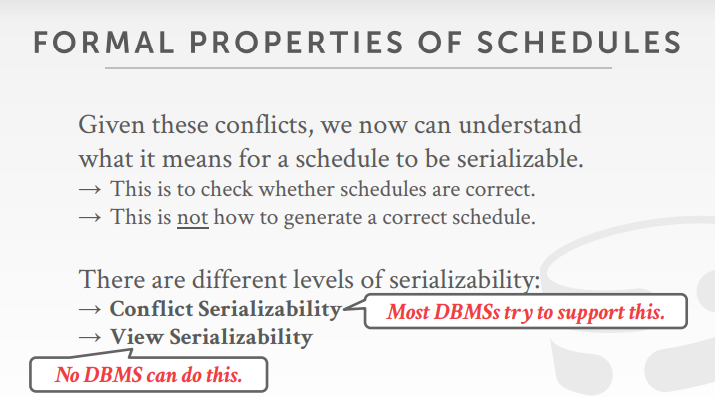 FORMAL PROPERTIES OF SCHEDULES
Given these conflicts, we now can understand
what it means for a schedule to be serializable.
→ This is to check whether schedules are correct.
→ This is not how to generate a correct schedule.
There are different levels of serializability:
→ Conflict Serializability
Most DBMSs try to support this.
→ View Serializability
No DBMS can do this.